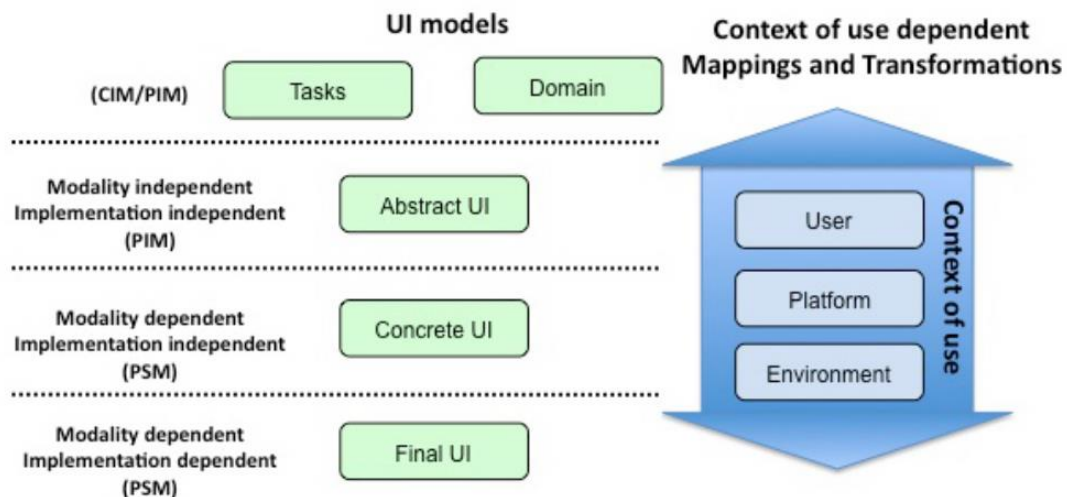 UI models
Context of use dependent
Mappings and Transformations
(CIM/PIM)
Tasks
Domain
Modality independent
Implementation independent
(PIM)
Abstract UI
Modality dependent
Implementation independent
(PSM)
Concrete UI
Modality dependent
Implementation dependent
(PSM)
Final UI
User
Platform
Environment
Context of use